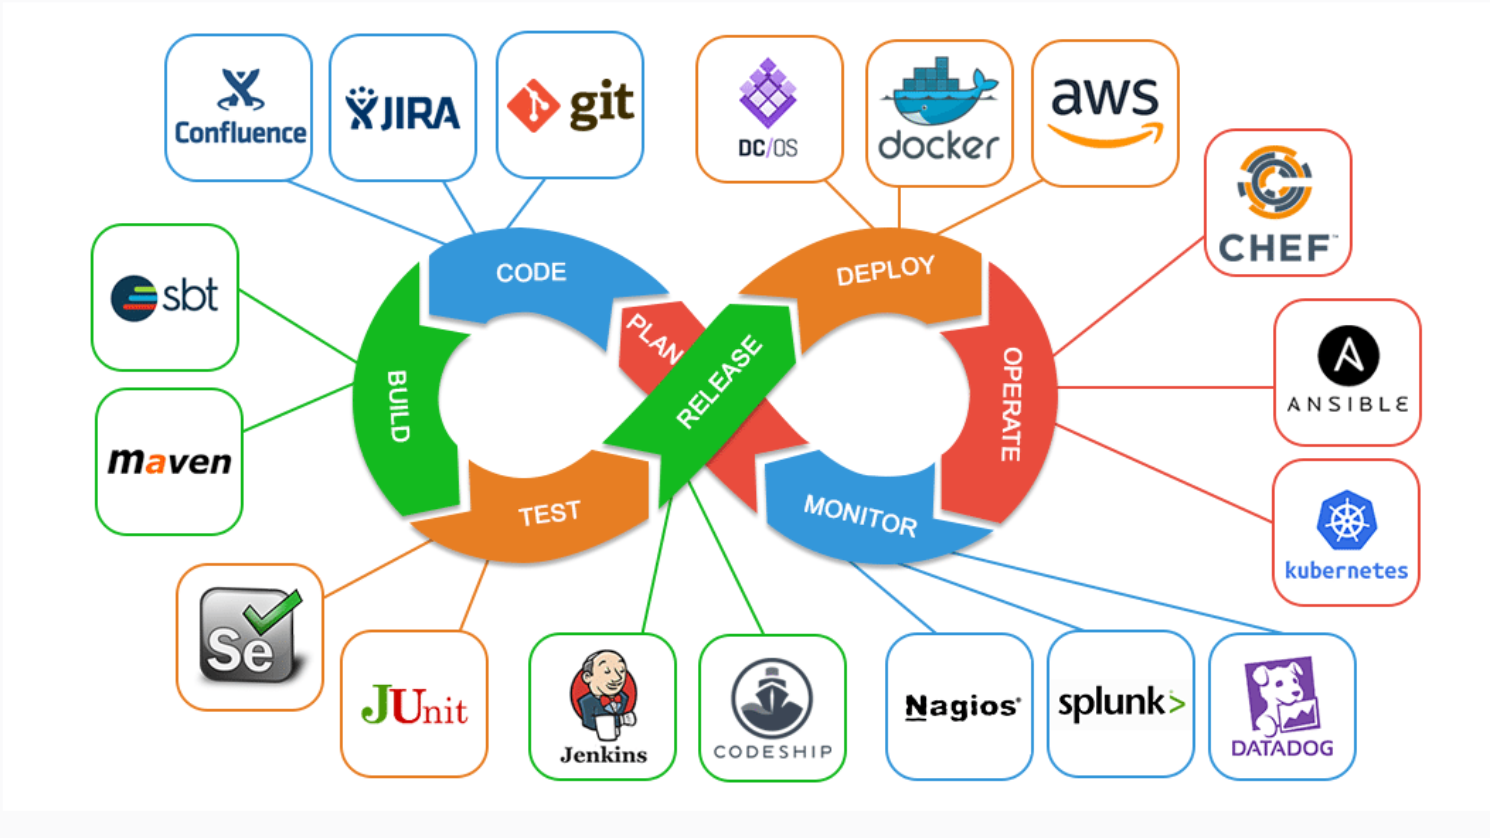 Confluence
JIRA
git
DC/OS
docker
aws
CHEF™
sbt
CODE
DEPLOY
PLAN
RELEASE
BUILD
OPERATE
ANSIBLE
maven
TEST
MONITOR
kubernetes
Se
JUnit
Jenkins
CODESHIP
Nagios®
splunk>
DATADOG